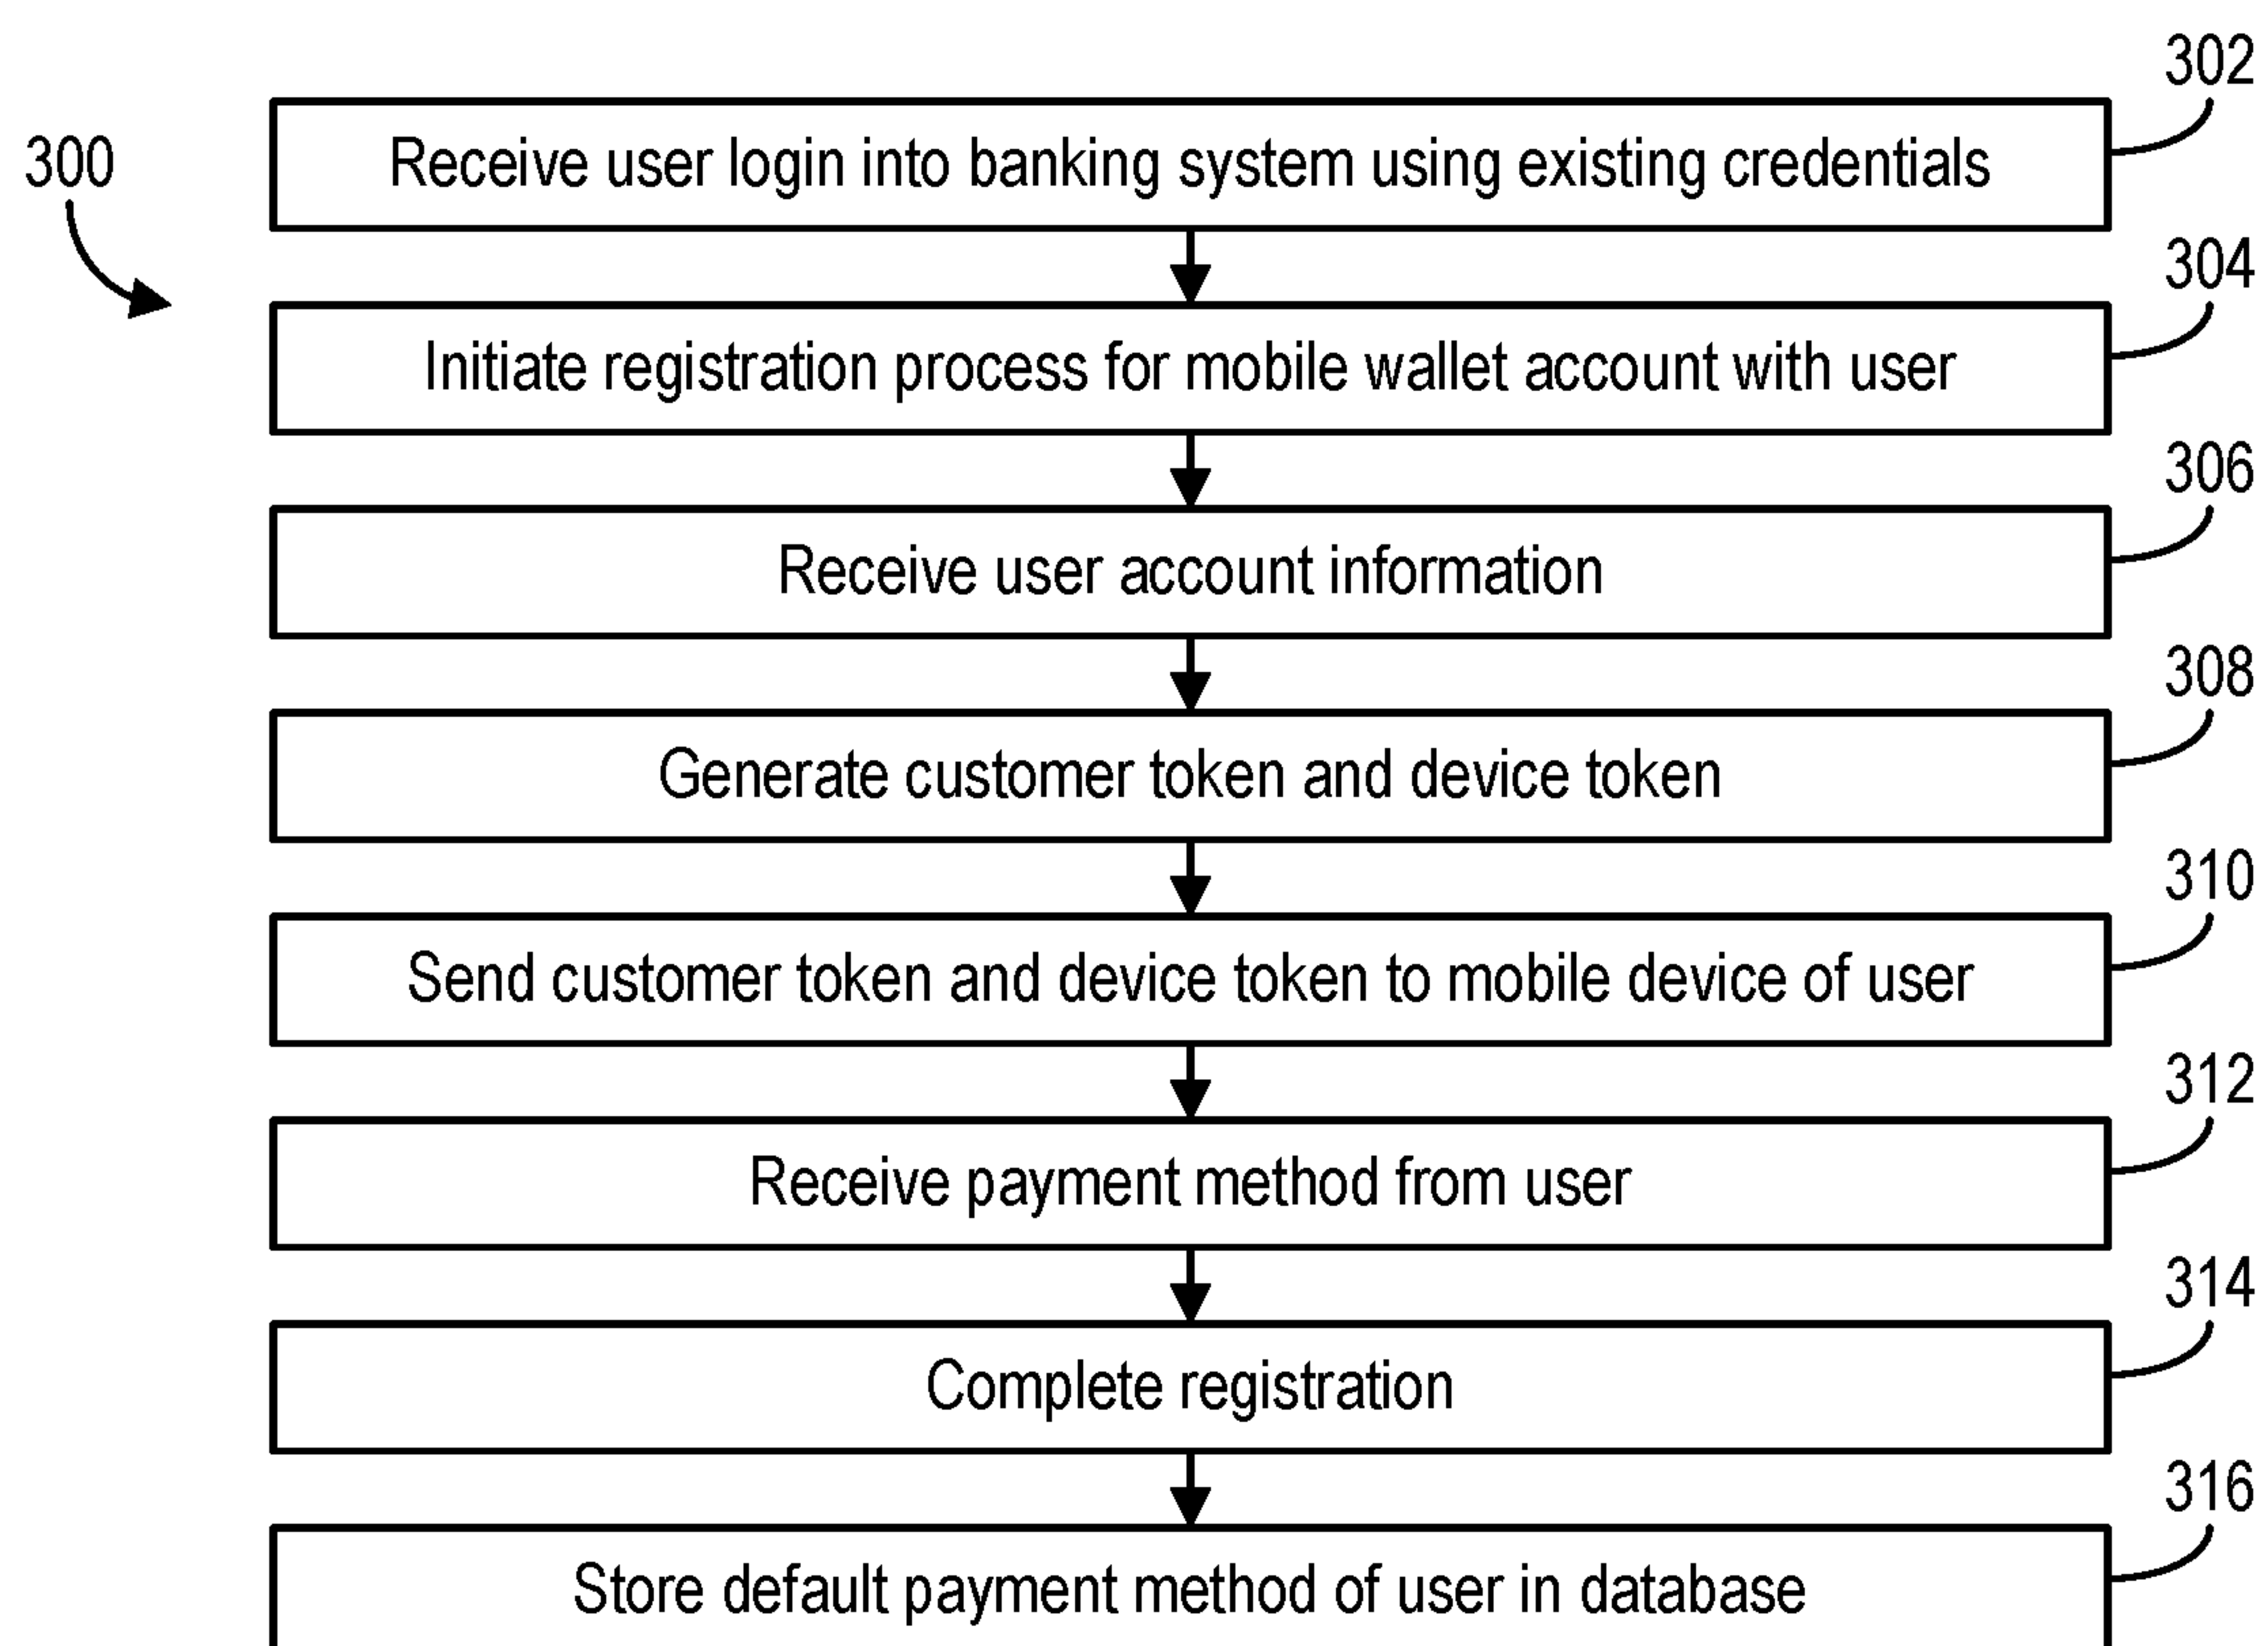 302
Receive user login into banking system using existing credentials
300
304
Initiate registration process for mobile wallet account with user
306
Receive user account information
308
Generate customer token and device token
310
Send customer token and device token to mobile device of user
312
Receive payment method from user
314
Complete registration
316
Store default payment method of user in database